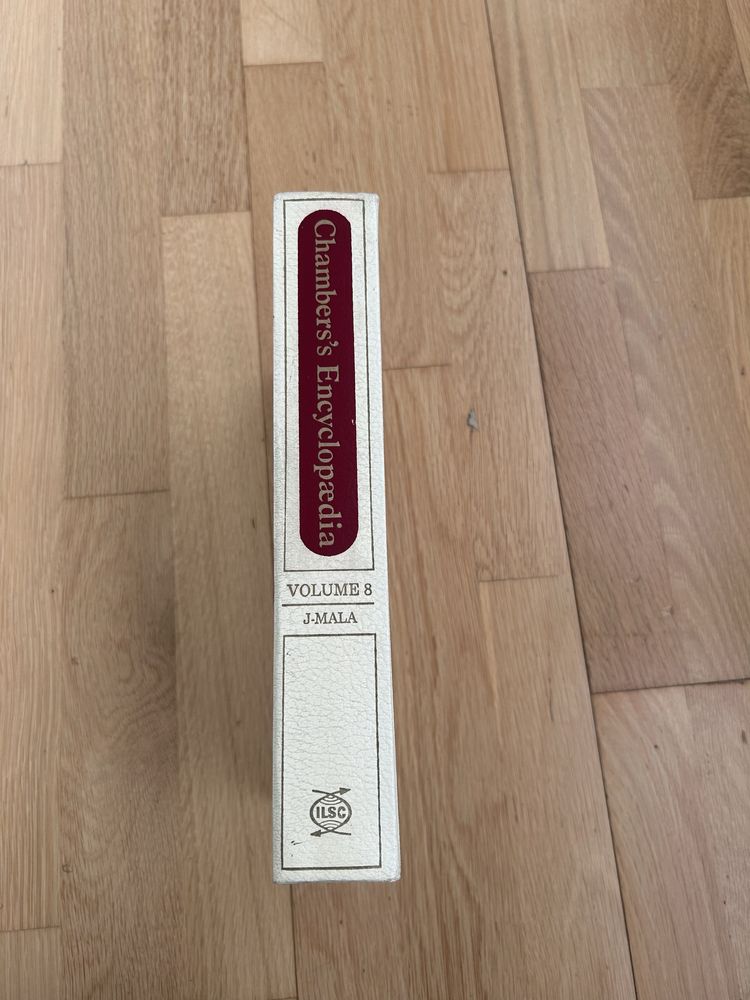 Chambers's Encyclopædia
VOLUME 8
J-MALA
ILSC